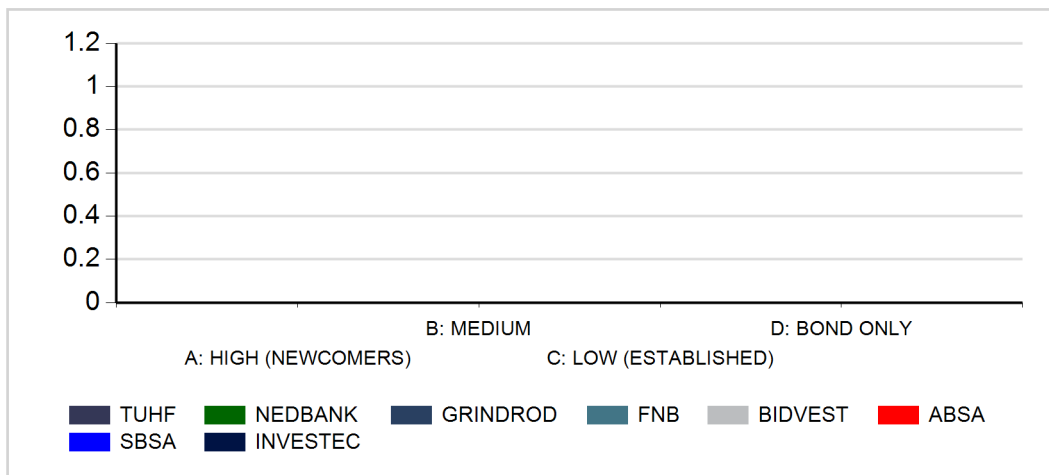 1.2
1
0.8
0.6
0.4
0.2
0
B: MEDIUM D: BOND ONLY
A: HIGH (NEWCOMERS) C: LOW (ESTABLISHED)
TUHF NEDBANK GRINDROD FNB BIDVEST ABSA
SBSA INVESTEC